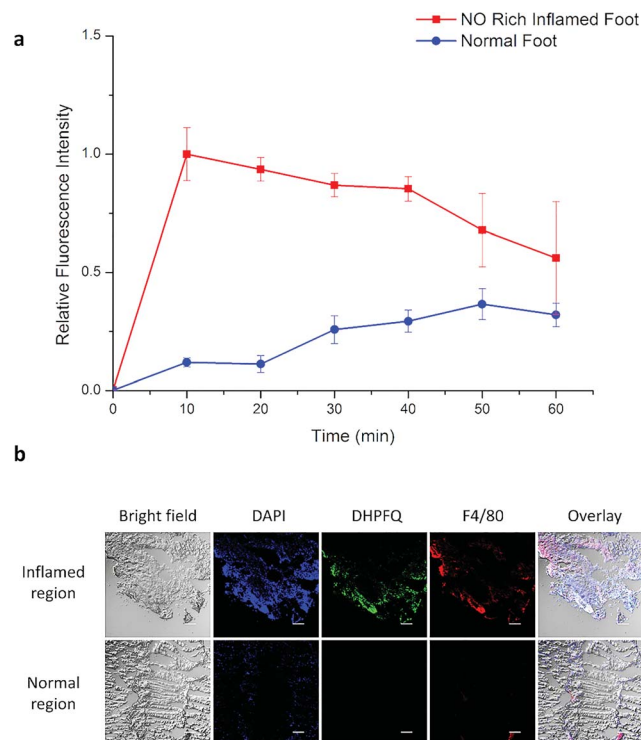 a
NO Rich Inflamed Foot
Normal Foot
Relative Fluorescence Intensity
1.5
1.0
0.5
0.0
0 10 20 30 40 50 60
Time (min)
b
Bright field DAPI DHPFQ F4/80 Overlay
Inflamed
region
Normal
region